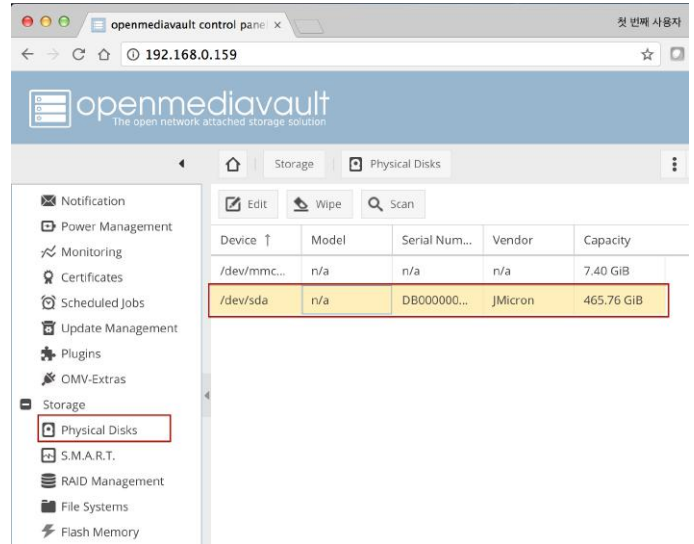 openmediavault control panel ×
첫 번째 사용자
192.168.0.159
openmediavault
The open network attached storage solution
Storage
Physical Disks
Notification
Power Management
Monitoring
Certificates
Scheduled Jobs
Update Management
Plugins
OMV-Extras
Storage
Physical Disks
S.M.A.R.T.
RAID Management
File Systems
Flash Memory
Edit Wipe Scan
Device ↑ Model Serial Num... Vendor Capacity
/dev/mmc... n/a n/a n/a 7.40 GiB
/dev/sda n/a DB000000... JMicron 465.76 GiB